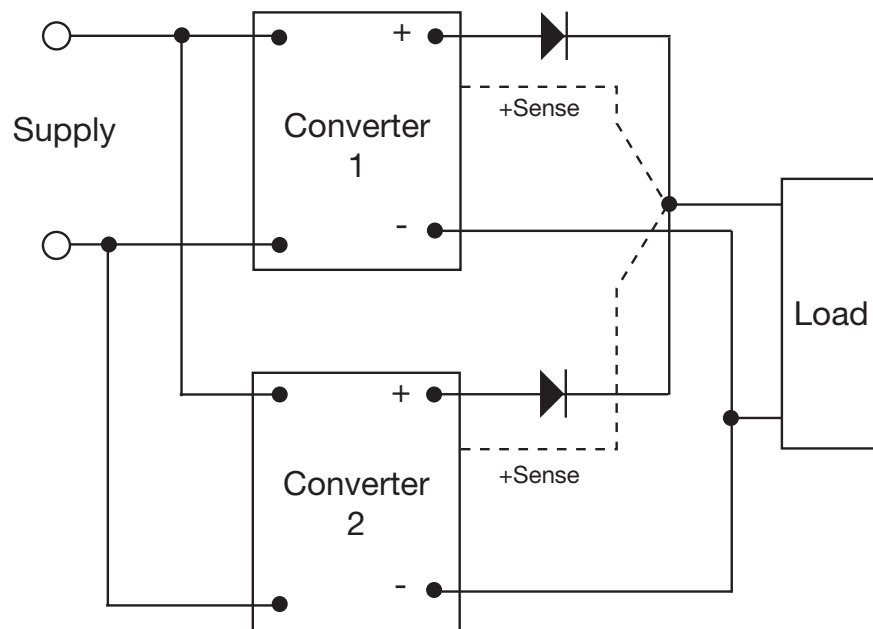 +
+Sense
Supply
Converter
1
-
Load
+
+Sense
Converter
2
-